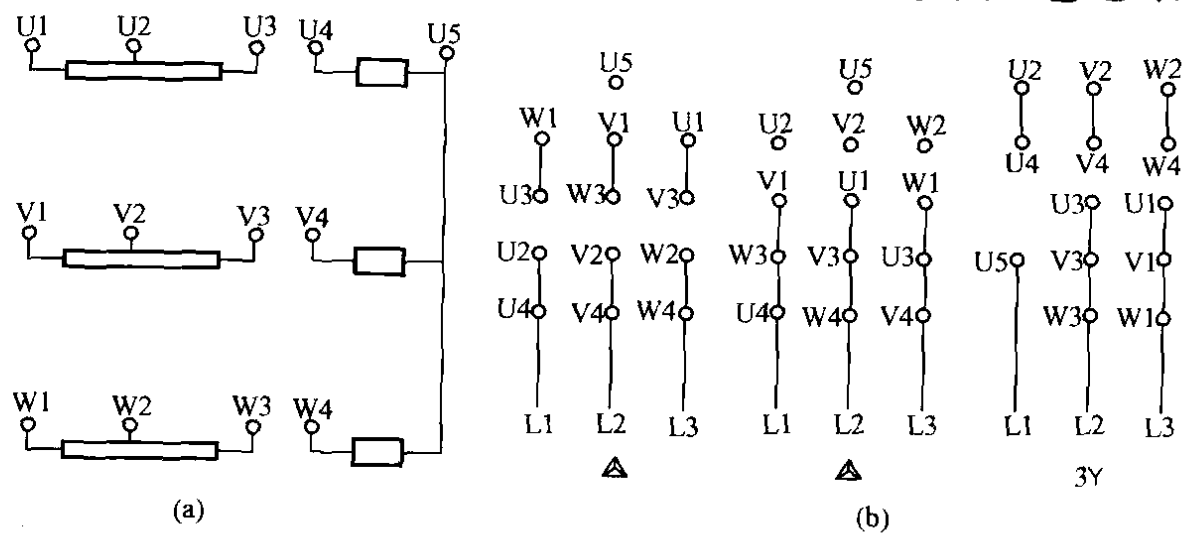 U1 U2 U3 U4 U5
V1 V2 V3 V4
W1 W2 W3 W4
(a)
U5 U5 U2 V2 W2
W1 V1 U1 U2 V2 W2
U4 V4 W4
U3 W3 V3 V1 U1 W1
U3 U1
U2 V2 W2 W3 V3 U3 U5 V3 V1
U4 V4 W4 U4 W4 V4 W3 W1
L1 L2 L3 L1 L2 L3 L1 L2 L3
3Y
(b)